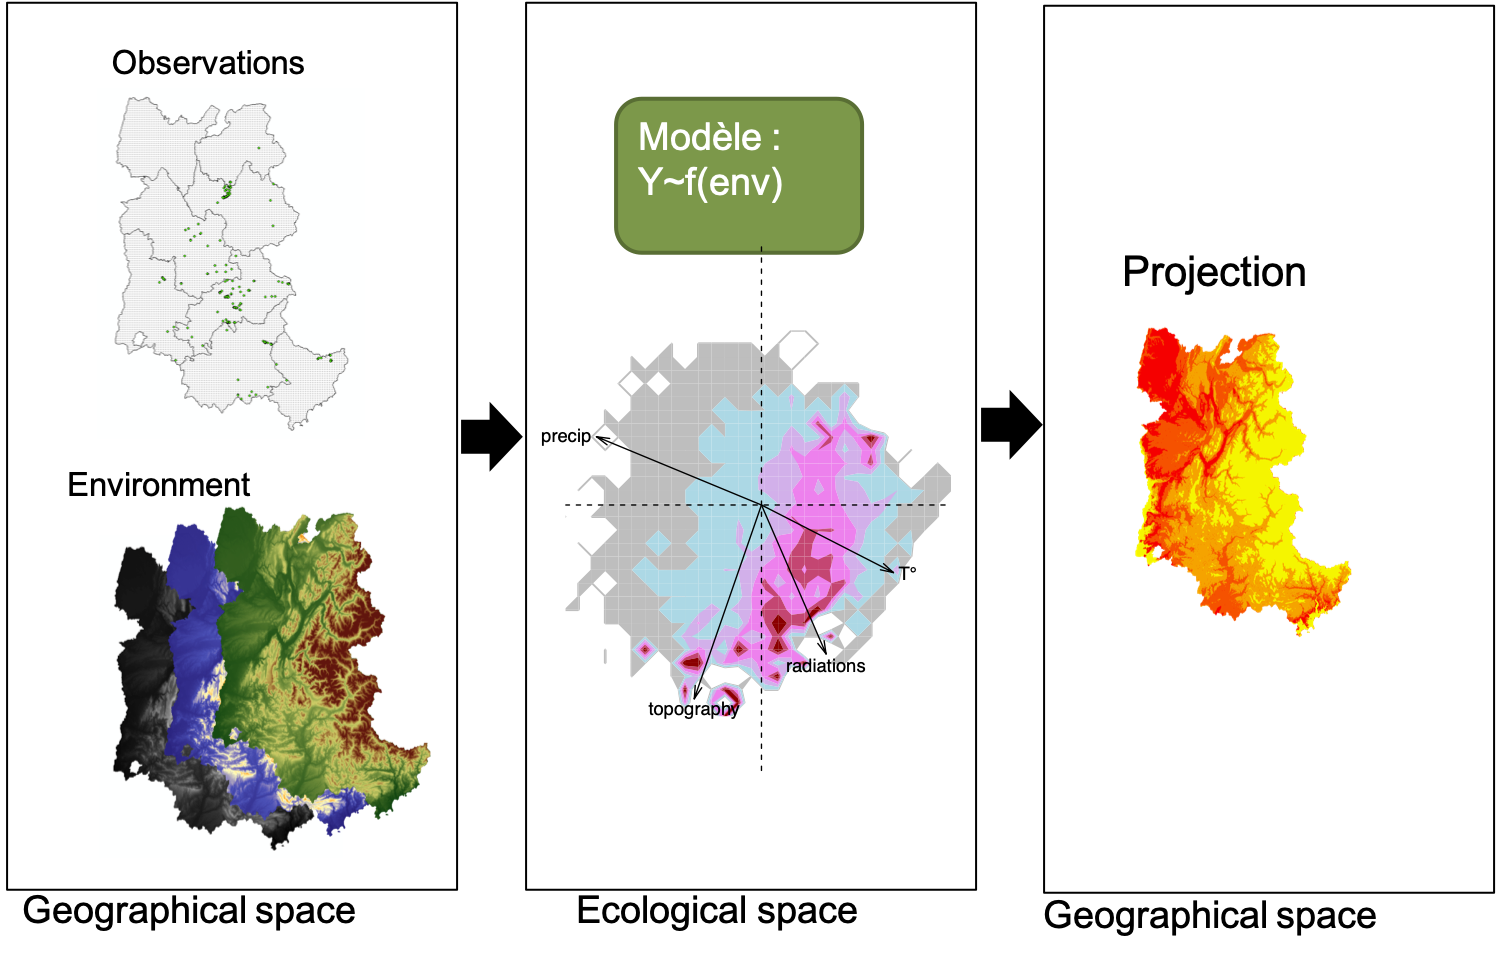 Observations
Environment
Geographical space
Modèle :
Y~f(env)
precip
T°
radiations
topography
Ecological space
Projection
Geographical space